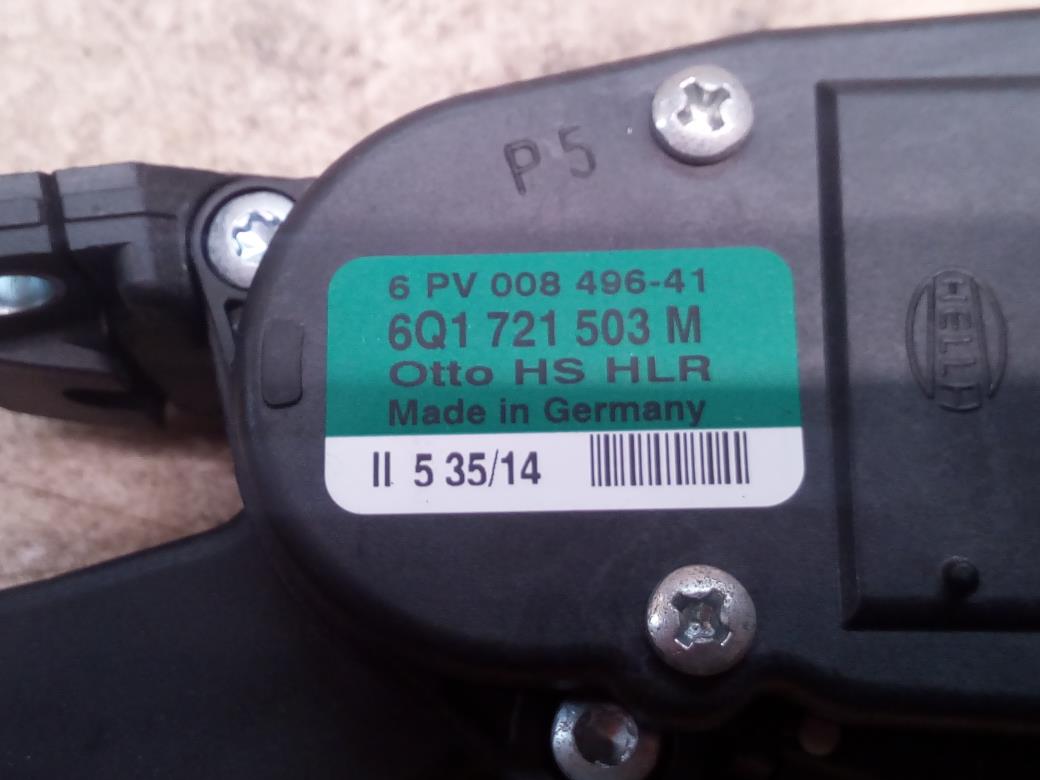 P5
6 PV 008 496-41
6Q1 721 503 M
Otto HS HLR
Made in Germany
II 5 35/14
HELLA